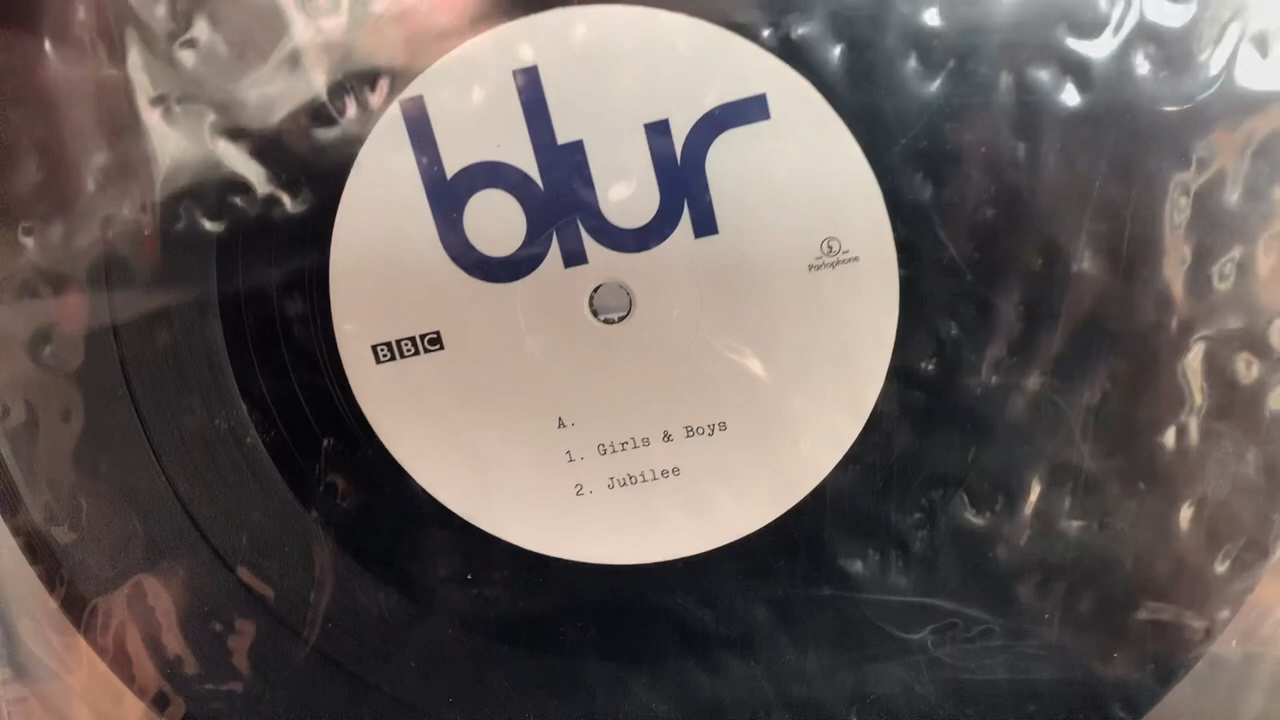 blur
Parlophone
BBC
A.
1. Girls & Boys
2. Jubilee